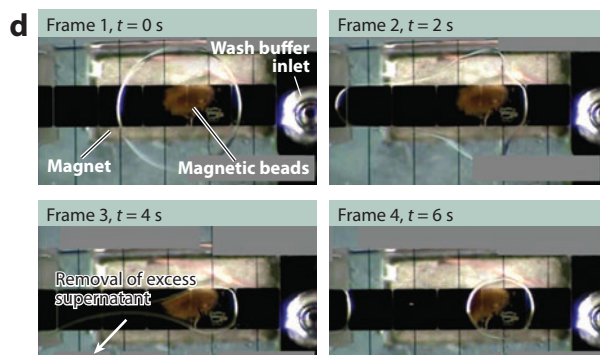 d
Frame 1, t = 0 s
Wash buffer
inlet
Magnet
Magnetic beads
Frame 2, t = 2 s
Frame 3, t = 4 s
Removal of excess
supernatant
Frame 4, t = 6 s